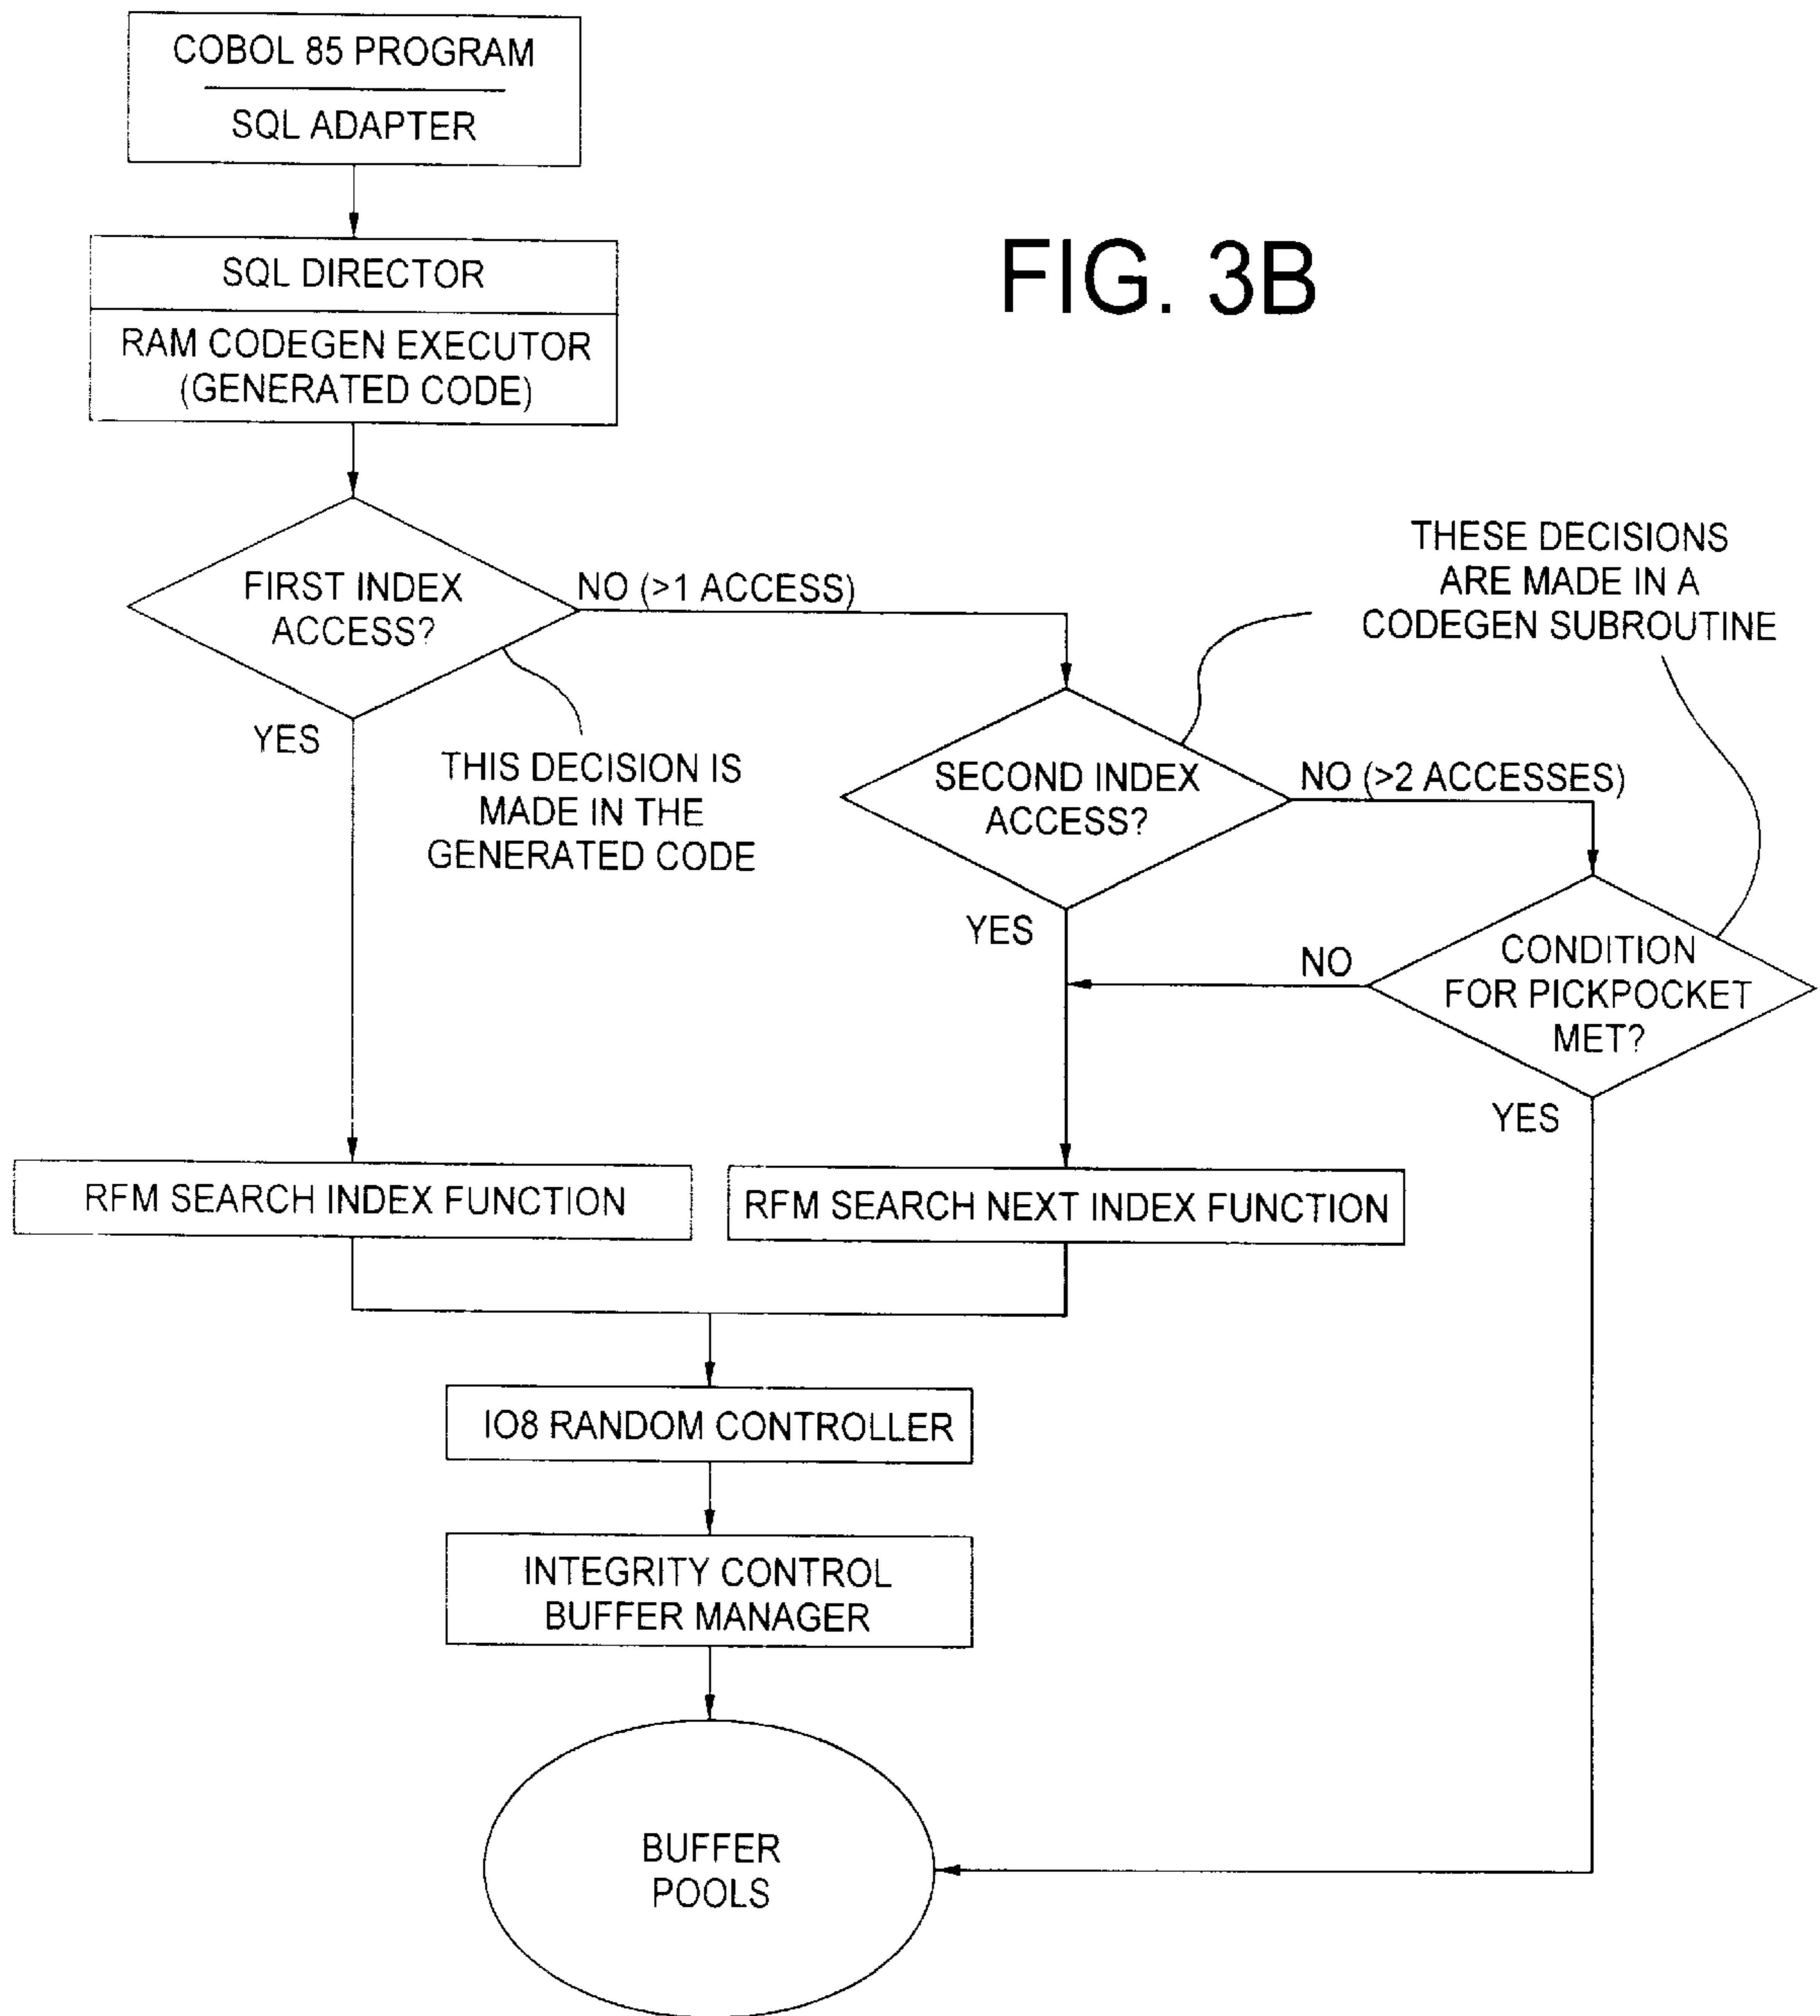 COBOL 85 PROGRAM
SQL ADAPTER
SQL DIRECTOR
RAM CODEGEN EXECUTOR
(GENERATED CODE)
FIG. 3B
FIRST INDEX
ACCESS?
NO (>1 ACCESS)
YES
THIS DECISION IS
MADE IN THE
GENERATED CODE
THESE DECISIONS
ARE MADE IN A
CODEGEN SUBROUTINE
SECOND INDEX
ACCESS?
NO (>2 ACCESSES)
YES
CONDITION
FOR PICKPOCKET
MET?
NO
YES
RFM SEARCH INDEX FUNCTION
RFM SEARCH NEXT INDEX FUNCTION
IO8 RANDOM CONTROLLER
INTEGRITY CONTROL
BUFFER MANAGER
BUFFER
POOLS